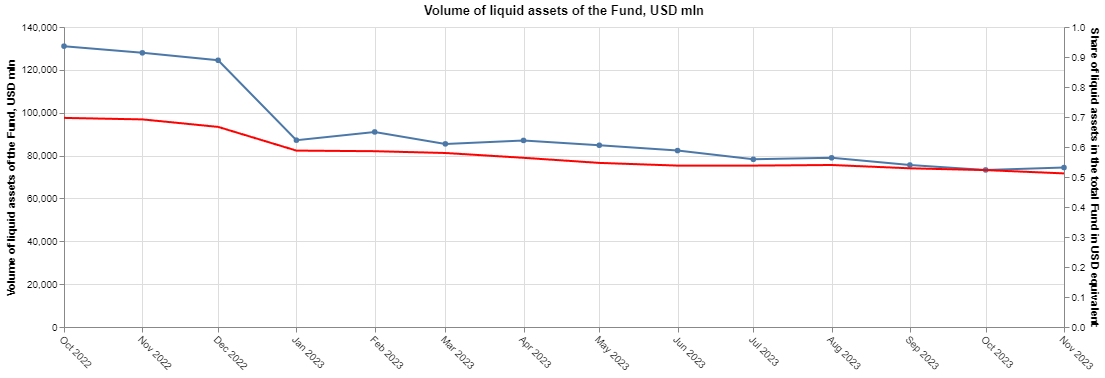 Volume of liquid assets of the Fund, USD mln
Volume of liquid assets of the Fund, USD mln
140,000
120,000
100,000
80,000
60,000
40,000
20,000
0
Oct 2022
Nov 2022
Dec 2022
Jan 2023
Feb 2023
Mar 2023
Apr 2023
May 2023
Jun 2023
Jul 2023
Aug 2023
Sep 2023
Oct 2023
Nov 2023
1.0
0.9
0.8
0.7
0.6
0.5
0.4
0.3
0.2
0.1
0.0
Share of liquid assets in the total Fund in USD equivalent